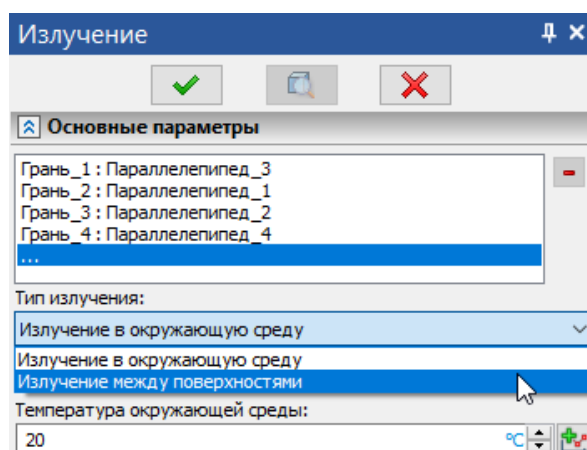 Излучение
Основные параметры
Грань_1 : Параллелепипед_3
Грань_2 : Параллелепипед_1
Грань_3 : Параллелепипед_2
Грань_4 : Параллелепипед_4
...
Тип излучения:
Излучение в окружающую среду
Излучение в окружающую среду
Излучение между поверхностями
Температура окружающей среды:
20 °C